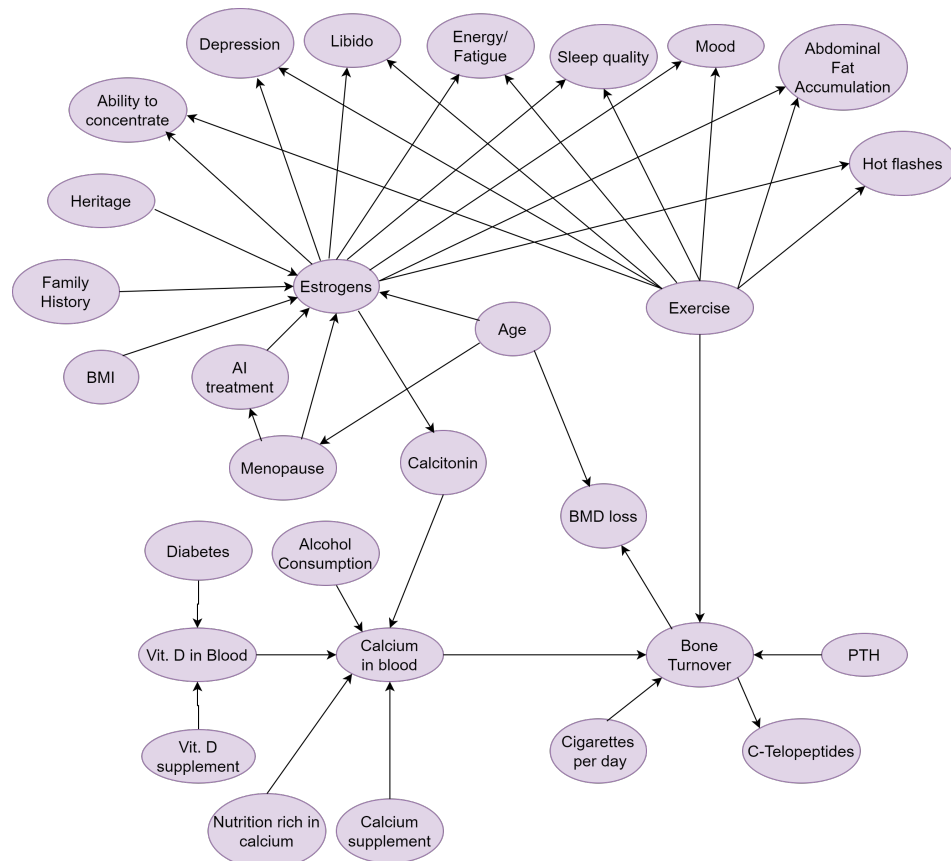 Depression
Libido
Energy/
Fatigue
Sleep quality
Mood
Abdominal
Fat
Accumulation
Ability to
concentrate
Hot flashes
Heritage
Family
History
Estrogens
Exercise
Age
BMI
AI
treatment
Menopause
Calcitonin
BMD loss
Diabetes
Alcohol
Consumption
Vit. D in Blood
Calcium
in blood
Bone
Turnover
PTH
Vit. D
supplement
Cigarettes
per day
C-Telopeptides
Nutrition rich in
calcium
Calcium
supplement